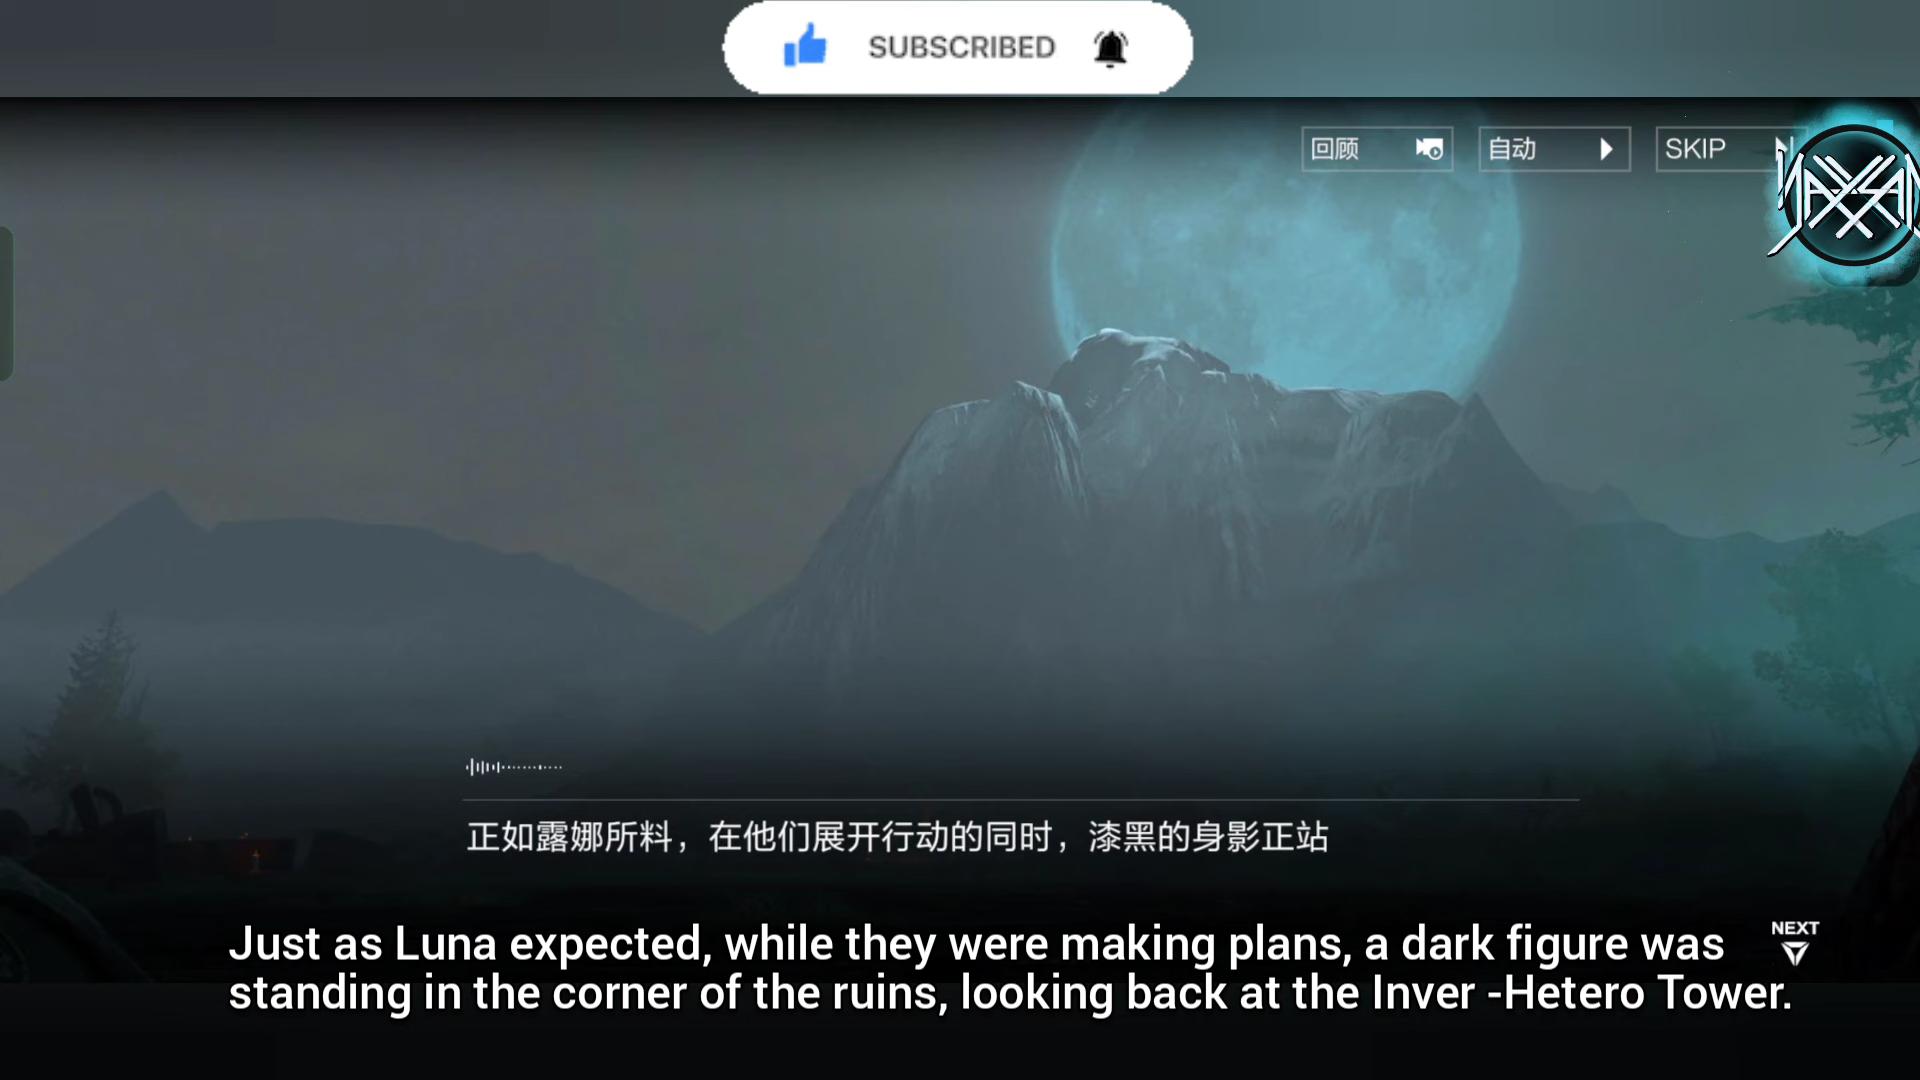 SUBSCRIBED
回顾
自动
SKIP
正如露娜所料，在他们展开行动的同时，漆黑的身影正站
Just as Luna expected, while they were making plans, a dark figure was
standing in the corner of the ruins, looking back at the Inver -Hetero Tower.
NEXT